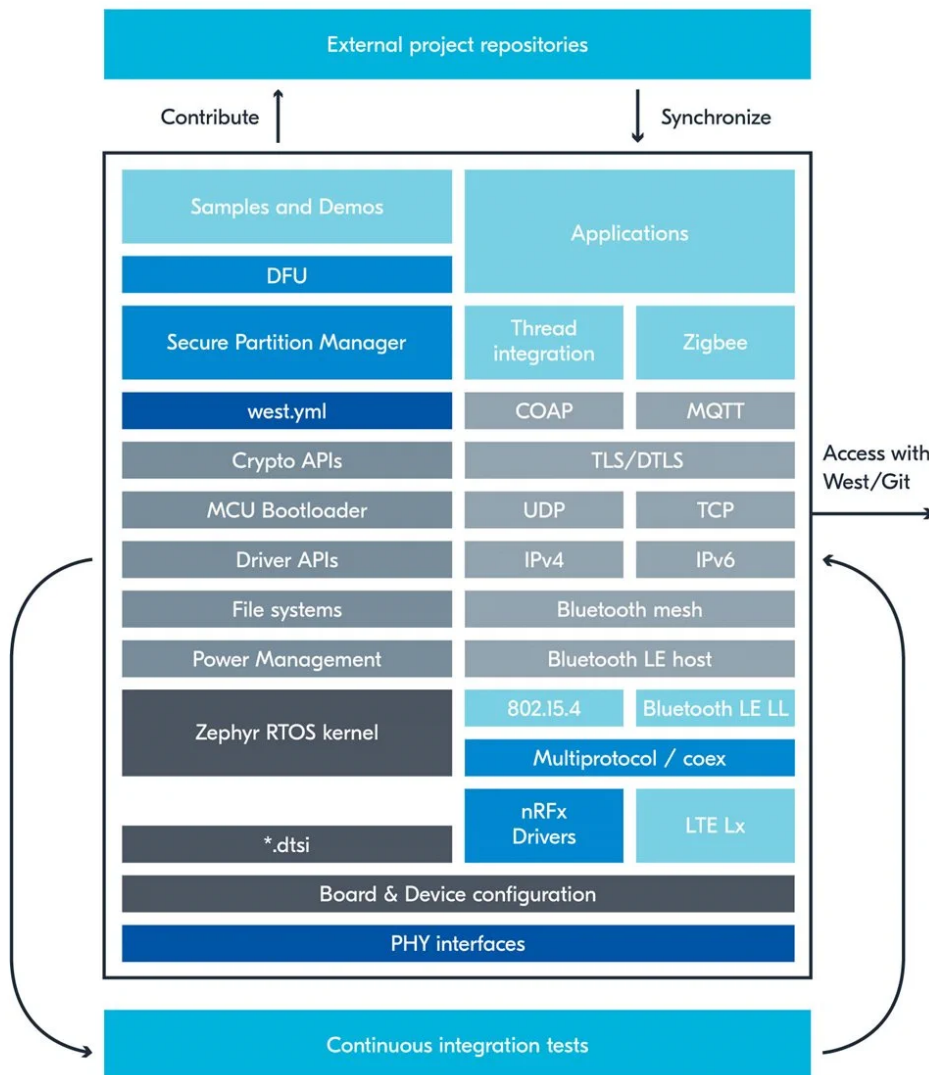 External project repositories
Contribute
Synchronize
Samples and Demos
Applications
DFU
Secure Partition Manager
Thread
integration
Zigbee
west.yml
COAP
MQTT
Crypto APIs
TLS/DTLS
Access with
West/Git
MCU Bootloader
UDP
TCP
Driver APIs
IPv4
IPv6
File systems
Bluetooth mesh
Power Management
Bluetooth LE host
Zephyr RTOS kernel
802.15.4
Bluetooth LE LL
Multiprotocol / coex
nRFx
Drivers
LTE Lx
*.dtsi
Board & Device configuration
PHY interfaces
Continuous integration tests